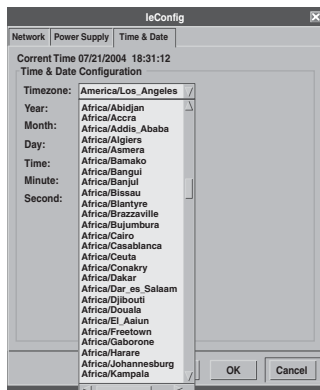 IeConfig
Network Power Supply Time & Date
Corrent Time 07/21/2004 18:31:12
Time & Date Configuration
Timezone: America/Los_Angeles
Year:
Month:
Day:
Time:
Minute:
Second:
Africa/Abidjan
Africa/Accra
Africa/Addis_Ababa
Africa/Algiers
Africa/Asmera
Africa/Bamako
Africa/Bangui
Africa/Banjul
Africa/Bissau
Africa/Blantyre
Africa/Brazzaville
Africa/Bujumbura
Africa/Cairo
Africa/Casablanca
Africa/Ceuta
Africa/Conakry
Africa/Dakar
Africa/Dar_es_Salaam
Africa/Djibouti
Africa/Douala
Africa/El_Aaiun
Africa/Freetown
Africa/Gaborone
Africa/Harare
Africa/Johannesburg
Africa/Kampala
OK Cancel